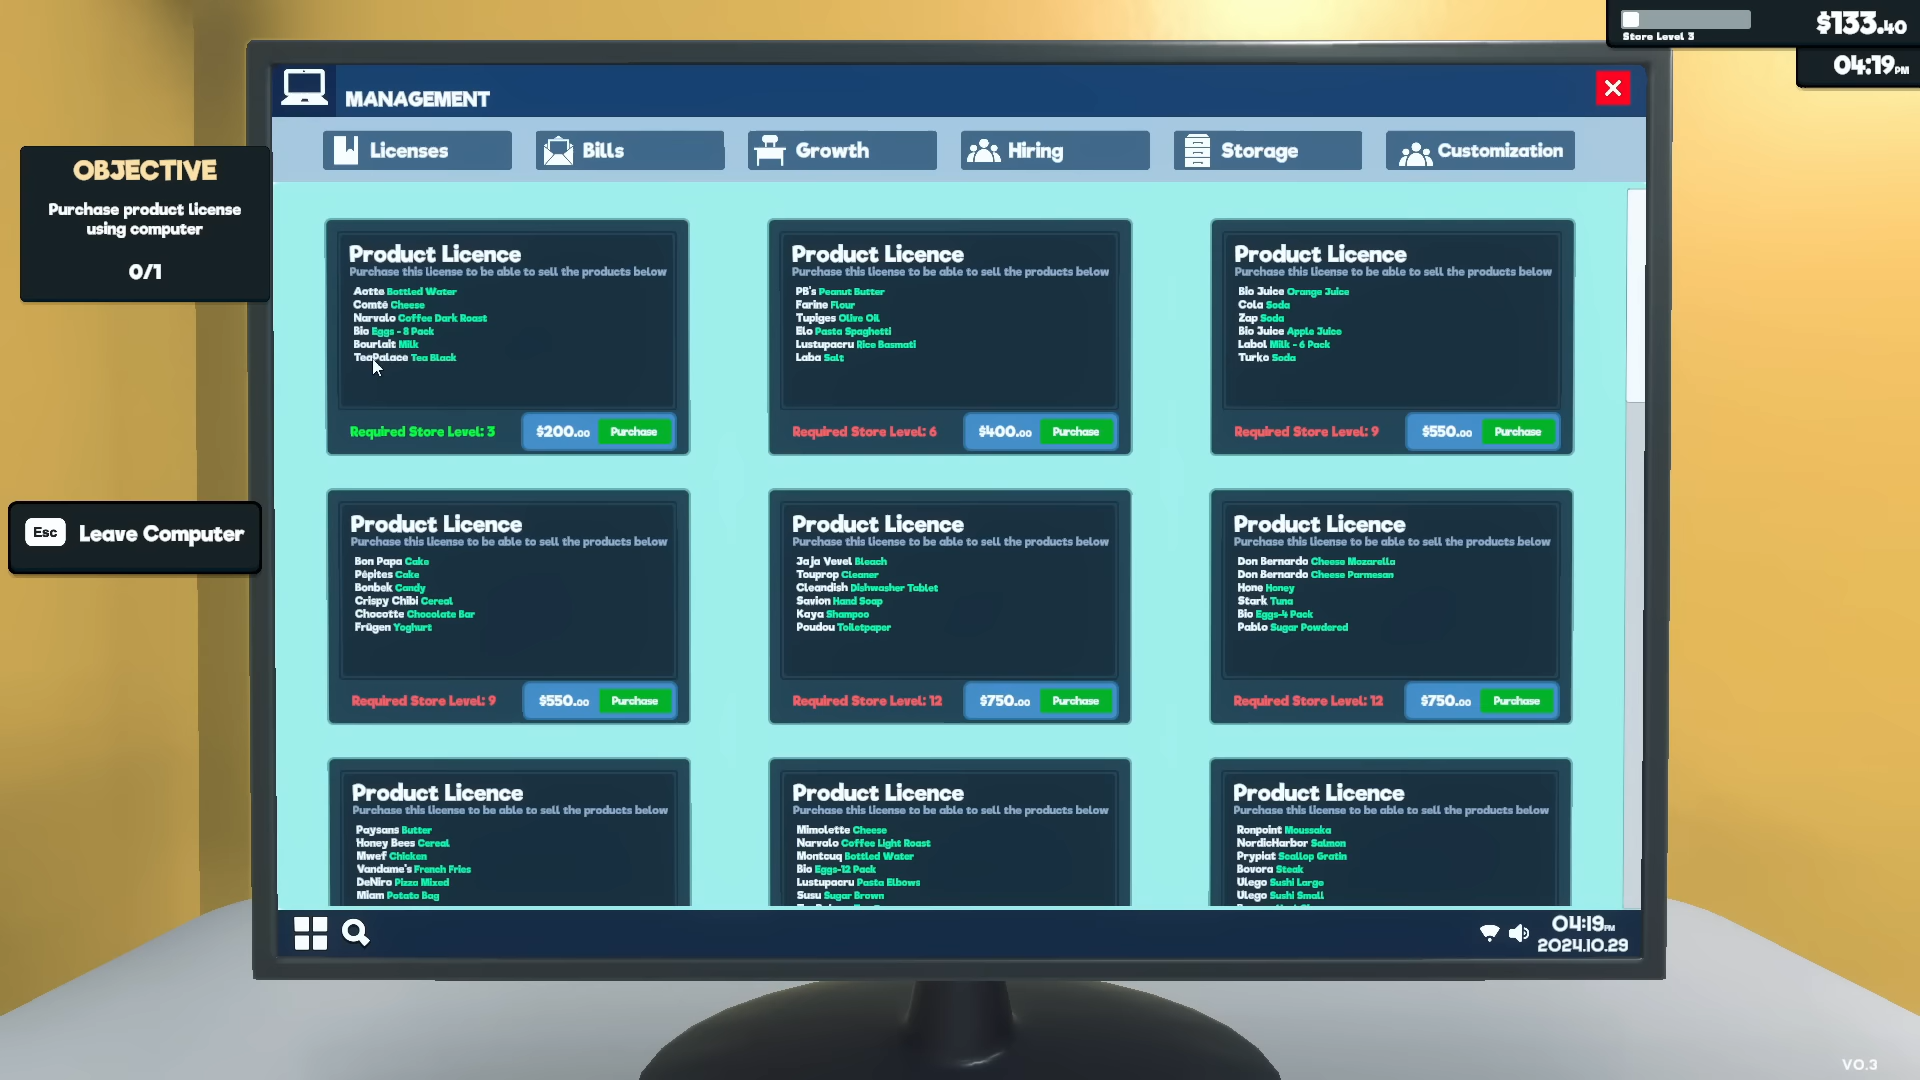 $133.40
Store Level 3
04:19PM
MANAGEMENT
Licenses
Bills
Growth
Hiring
Storage
Customization
OBJECTIVE
Purchase product license
using computer
0/1
Esc
Leave Computer
Product Licence
Purchase this license to be able to sell the products below
Aotte Bottled Water
Comté Cheese
Narvalo Coffee Dark Roast
Bio Eggs - 8 Pack
Bourlait Milk
TeaPalace Tea Black
Required Store Level: 3
$200.00
Purchase
Product Licence
Purchase this license to be able to sell the products below
PB's Peanut Butter
Farine Flour
Tupiges Olive Oil
Elo Pasta Spaghetti
Lustupacru Rice Basmati
Laba Salt
Required Store Level: 6
$400.00
Purchase
Product Licence
Purchase this license to be able to sell the products below
Bio Juice Orange Juice
Cola Soda
Zap Soda
Bio Juice Apple Juice
Labol Milk - 6 Pack
Turko Soda
Required Store Level: 9
$550.00
Purchase
Product Licence
Purchase this license to be able to sell the products below
Bon Papa Cake
Pépites Cake
Bonbek Candy
Crispy Chibi Cereal
Chocotte Chocolate Bar
Frügen Yoghurt
Required Store Level: 9
$550.00
Purchase
Product Licence
Purchase this license to be able to sell the products below
JaJa Vevel Bleach
Touprop Cleaner
Cleandish Dishwasher Tablet
Savion Hand Soap
Kaya Shampoo
Poudou Toiletpaper
Required Store Level: 12
$750.00
Purchase
Product Licence
Purchase this license to be able to sell the products below
Don Bernardo Cheese Mozarella
Don Bernardo Cheese Parmesan
Hone Honey
Stark Tuna
Bio Eggs-4 Pack
Pablo Sugar Powdered
Required Store Level: 12
$750.00
Purchase
Product Licence
Purchase this license to be able to sell the products below
Paysans Butter
Honey Bees Cereal
Mwef Chicken
Vandame's French Fries
DeNiro Pizza Mixed
Miam Potato Bag
Product Licence
Purchase this license to be able to sell the products below
Mimolette Cheese
Narvalo Coffee Light Roast
Montcuq Bottled Water
Bio Eggs-12 Pack
Lustupacru Pasta Elbows
Susu Sugar Brown
Product Licence
Purchase this license to be able to sell the products below
Ronpoint Moussaka
NordicHarbor Salmon
Prypiat Scallop Gratin
Bovora Steak
Ulego Sushi Large
Ulego Sushi Small
04:19PM
2024.10.29
V0.3